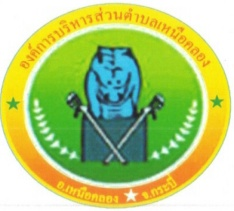 องค์การบริหารส่วนตำบลเหนือคลอง
อ.เหนือคลอง จ.กระบี่